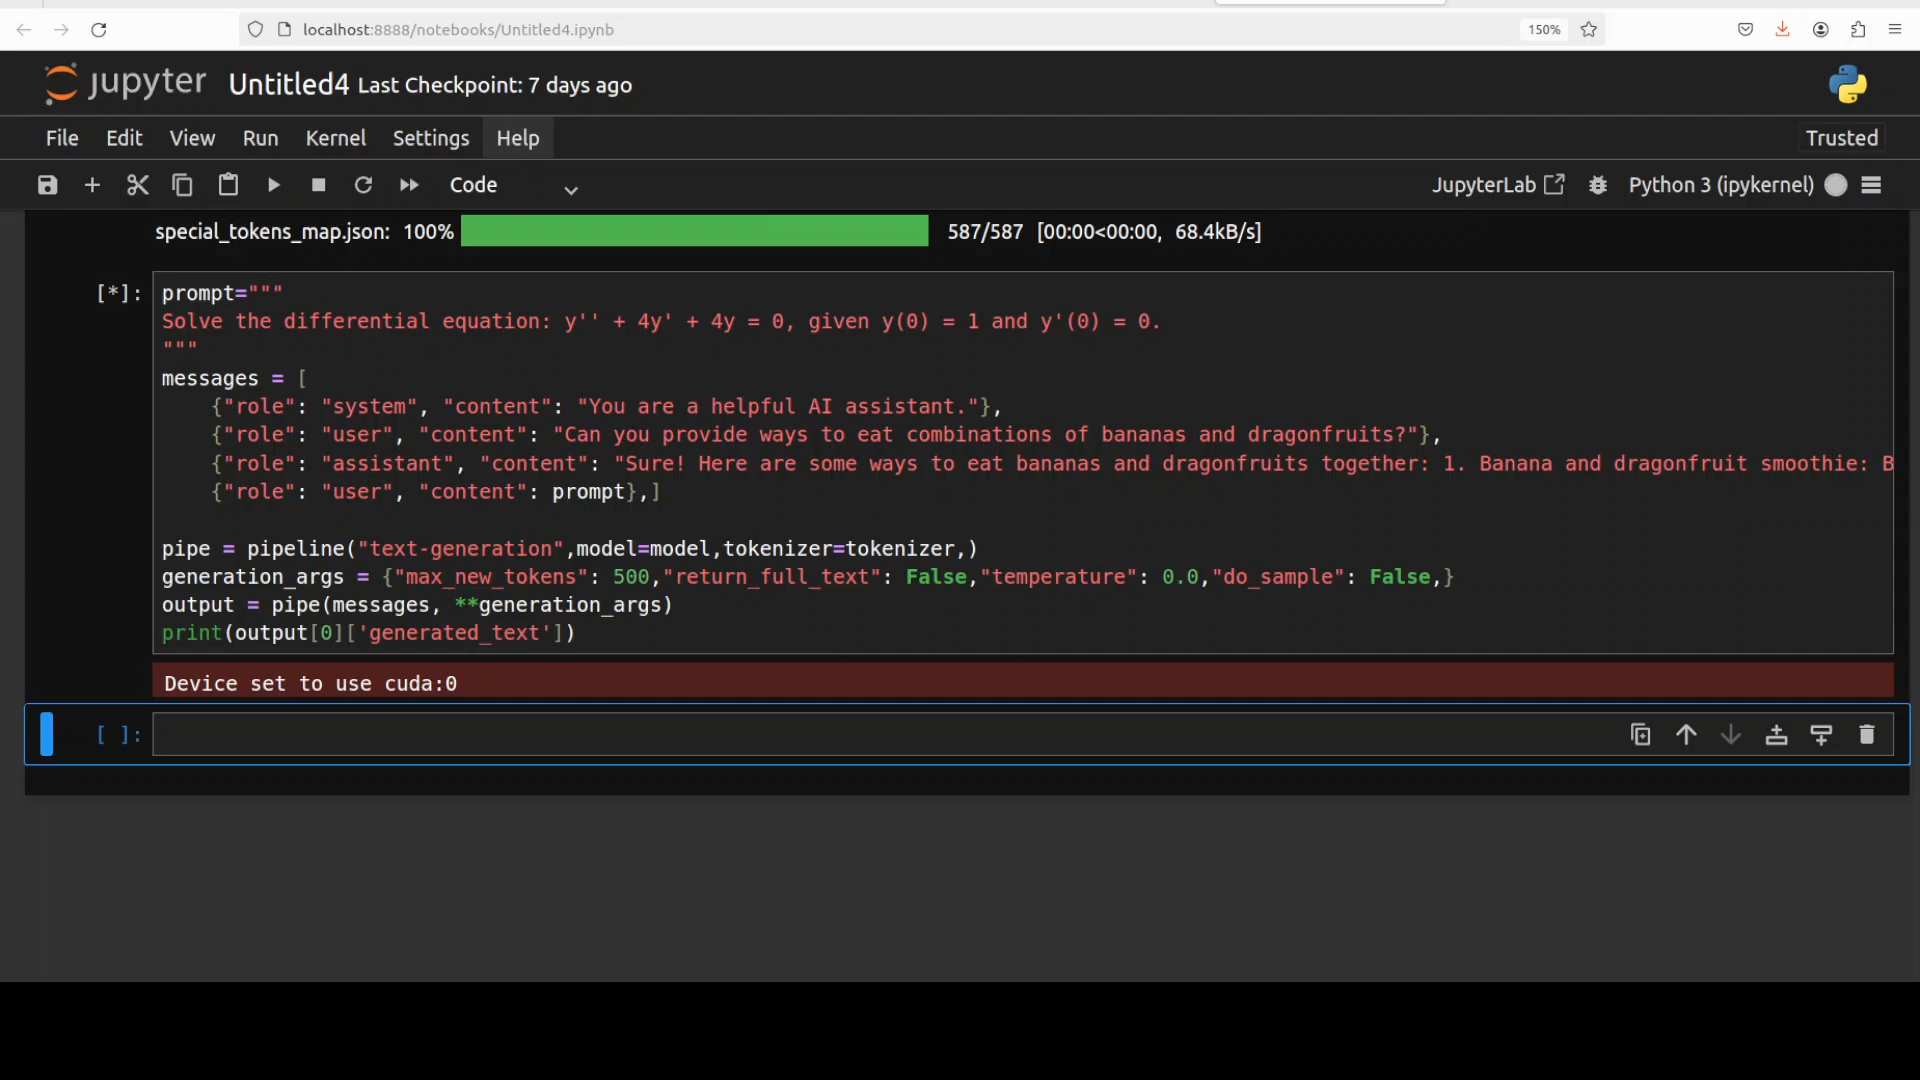 localhost:8888/notebooks/Untitled4.ipynb
150%
jupyter Untitled4 Last Checkpoint: 7 days ago
File Edit View Run Kernel Settings Help Trusted
Code JupyterLab Python 3 (ipykernel)
special_tokens_map.json: 100% 587/587 [00:00<00:00, 68.4kB/s]
[*]: prompt="""
Solve the differential equation: y'' + 4y' + 4y = 0, given y(0) = 1 and y'(0) = 0.
"""
messages = [
    {"role": "system", "content": "You are a helpful AI assistant."},
    {"role": "user", "content": "Can you provide ways to eat combinations of bananas and dragonfruits?"},
    {"role": "assistant", "content": "Sure! Here are some ways to eat bananas and dragonfruits together: 1. Banana and dragonfruit smoothie: B
    {"role": "user", "content": prompt},]
pipe = pipeline("text-generation",model=model,tokenizer=tokenizer,)
generation_args = {"max_new_tokens": 500,"return_full_text": False,"temperature": 0.0,"do_sample": False,}
output = pipe(messages, **generation_args)
print(output[0]['generated_text'])
Device set to use cuda:0
[ ]: